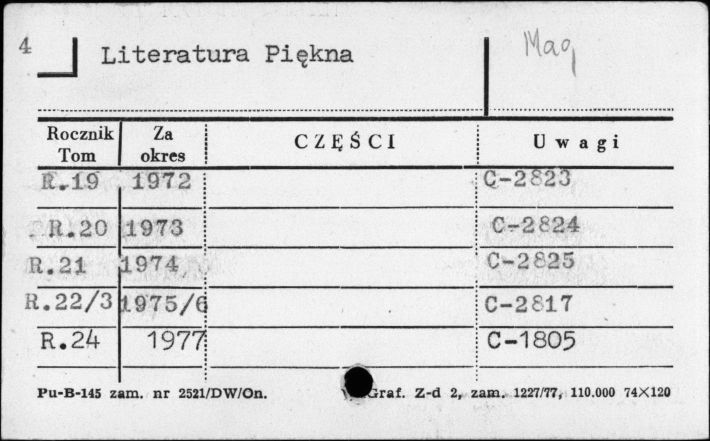 4
Literatura Piękna
Mag
Rocznik Tom | Za okres | CZĘŚCI | Uwagi
R.19 1972 C-2823
R.20 1973 C-2824
R.21 1974 C-2825
R.22/3 1975/6 C-2817
R.24 1977 C-1805
Pu-B-145 zam. nr 2521/DW/On. Graf. Z-d 2, zam. 1227/77, 110.000 74×120